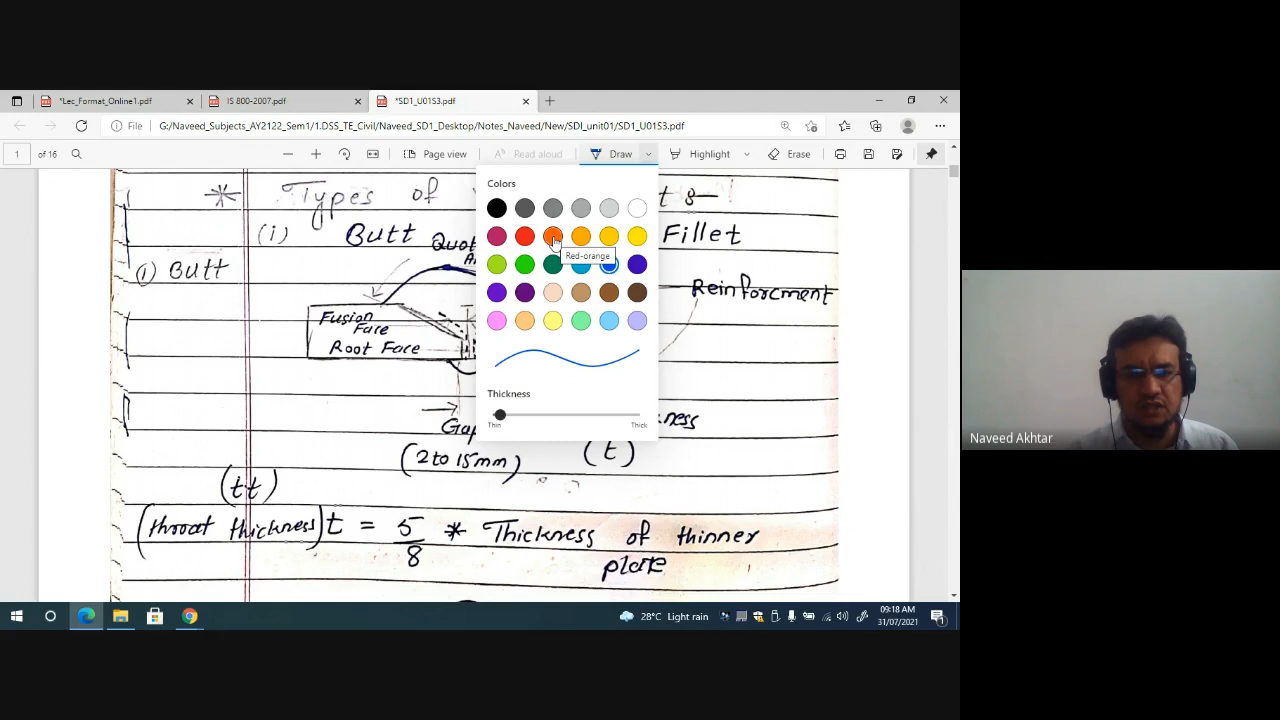 *Lec_Format_Online1.pdf
IS 800-2007.pdf
*SD1_U01S3.pdf
File
G:/Naveed_Subjects_AY2122_Sem1/1.DSS_TE_Civil/Naveed_SD1_Desktop/Notes_Naveed/New/SDI_unit01/SD1_U01S3.pdf
1 of 16
Page view
Read aloud
Draw
Highlight
Erase
Colors
Red-orange
Thickness
Thin Thick
* Types of
(i) Butt
Fillet
① Butt
Reinforcment
Fusion
Face
Root Face
Gap
(2 to 15mm)
(t)
(tt)
(throat thickness) t = 5/8 * Thickness of thinner
plate
Naveed Akhtar
28°C Light rain
09:18 AM
31/07/2021
1